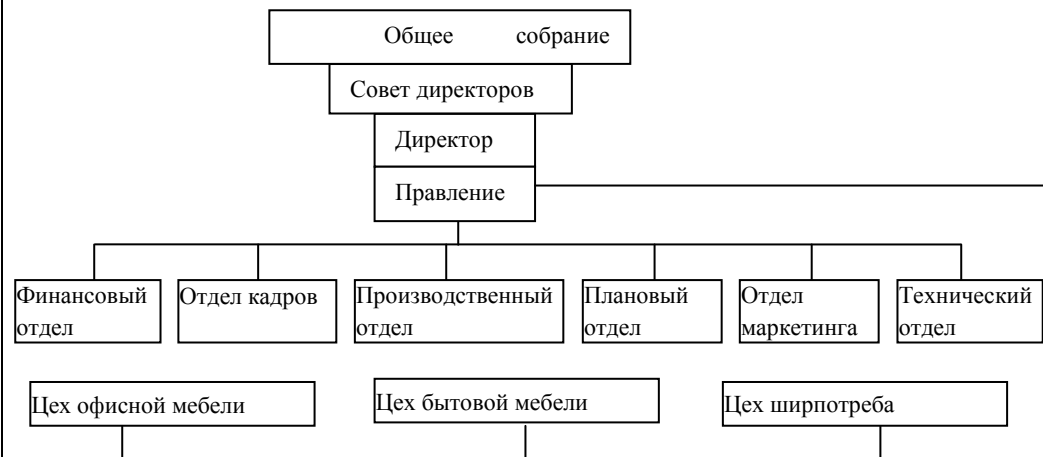 Общее собрание
Совет директоров
Директор
Правление
Финансовый
отдел
Отдел кадров
Производственный
отдел
Плановый
отдел
Отдел
маркетинга
Технический
отдел
Цех офисной мебели
Цех бытовой мебели
Цех ширпотреба